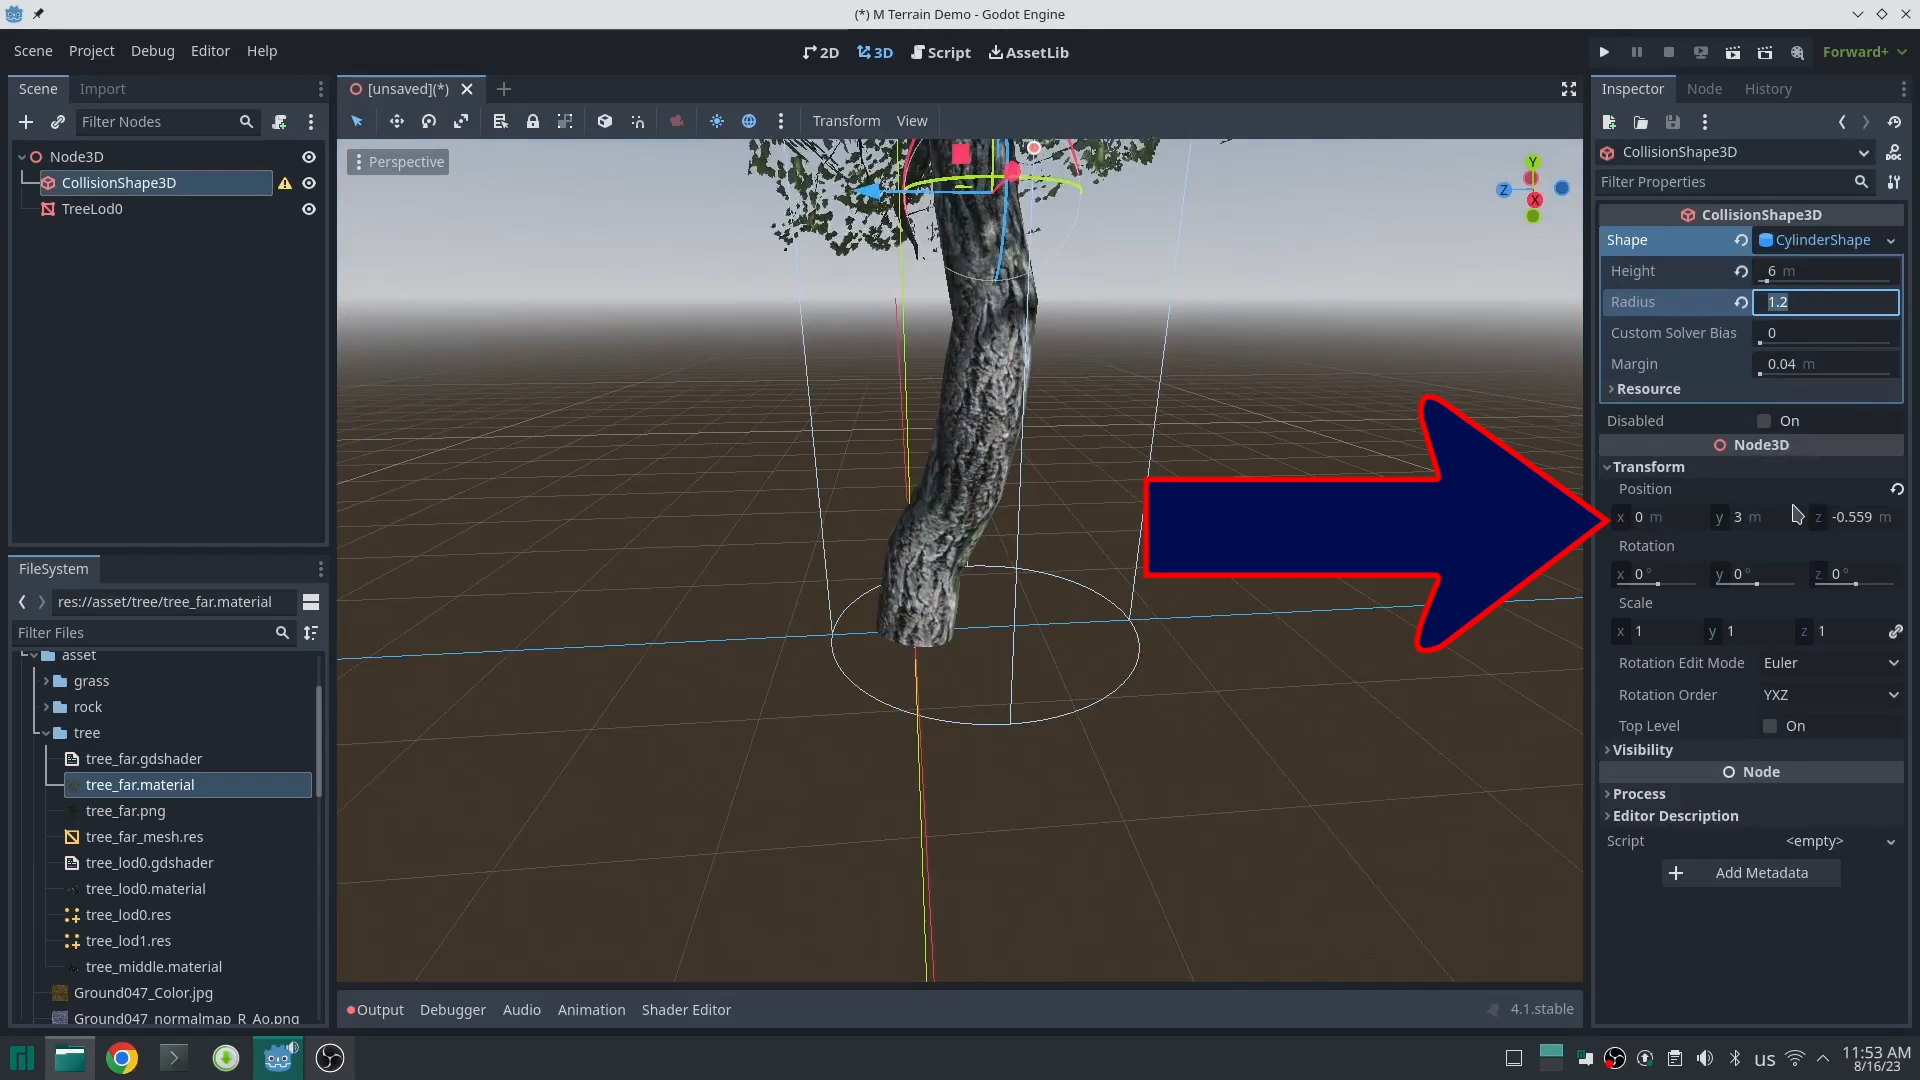 (*) M Terrain Demo - Godot Engine
Scene Project Debug Editor Help
2D 3D Script AssetLib
Forward+
Scene Import
[unsaved](*)
Inspector Node History
Filter Nodes
Transform View
Node3D
CollisionShape3D
TreeLod0
Perspective
Y
Z
X
CollisionShape3D
Filter Properties
CollisionShape3D
Shape CylinderShape
Height 6 m
Radius 1.2
Custom Solver Bias 0
Margin 0.04 m
Resource
Disabled On
Node3D
Transform
Position
x 0 m y 3 m z -0.559 m
Rotation
x 0 ° y 0 ° z 0 °
Scale
x 1 y 1 z 1
Rotation Edit Mode Euler
Rotation Order YXZ
Top Level On
Visibility
Node
Process
Editor Description
Script <empty>
Add Metadata
FileSystem
res://asset/tree/tree_far.material
Filter Files
asset
grass
rock
tree
tree_far.gdshader
tree_far.material
tree_far.png
tree_far_mesh.res
tree_lod0.gdshader
tree_lod0.material
tree_lod0.res
tree_lod1.res
tree_middle.material
Ground047_Color.jpg
Ground047_normalmap_R_Ao.png
Output Debugger Audio Animation Shader Editor
4.1.stable
us
11:53 AM
8/16/23